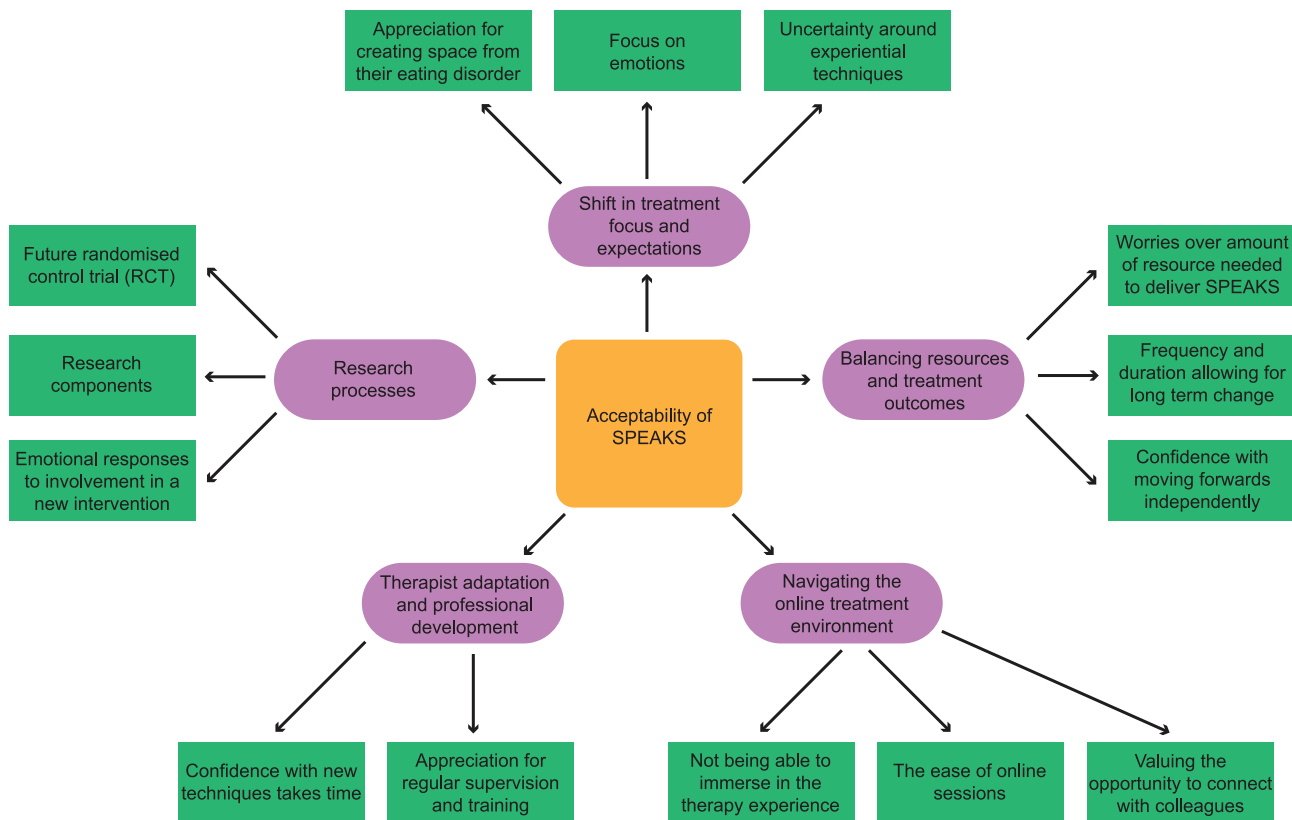 Appreciation for
creating space from
their eating disorder
Focus on
emotions
Uncertainty around
experiential
techniques
Shift in treatment
focus and
expectations
Future randomised
control trial (RCT)
Research
components
Emotional responses
to involvement in a
new intervention
Research
processes
Acceptability of
SPEAKS
Balancing resources
and treatment
outcomes
Worries over amount
of resource needed
to deliver SPEAKS
Frequency and
duration allowing for
long term change
Confidence with
moving forwards
independently
Therapist adaptation
and professional
development
Navigating the
online treatment
environment
Confidence with new
techniques takes time
Appreciation for
regular supervision
and training
Not being able to
immerse in the
therapy experience
The ease of online
sessions
Valuing the
opportunity to connect
with colleagues